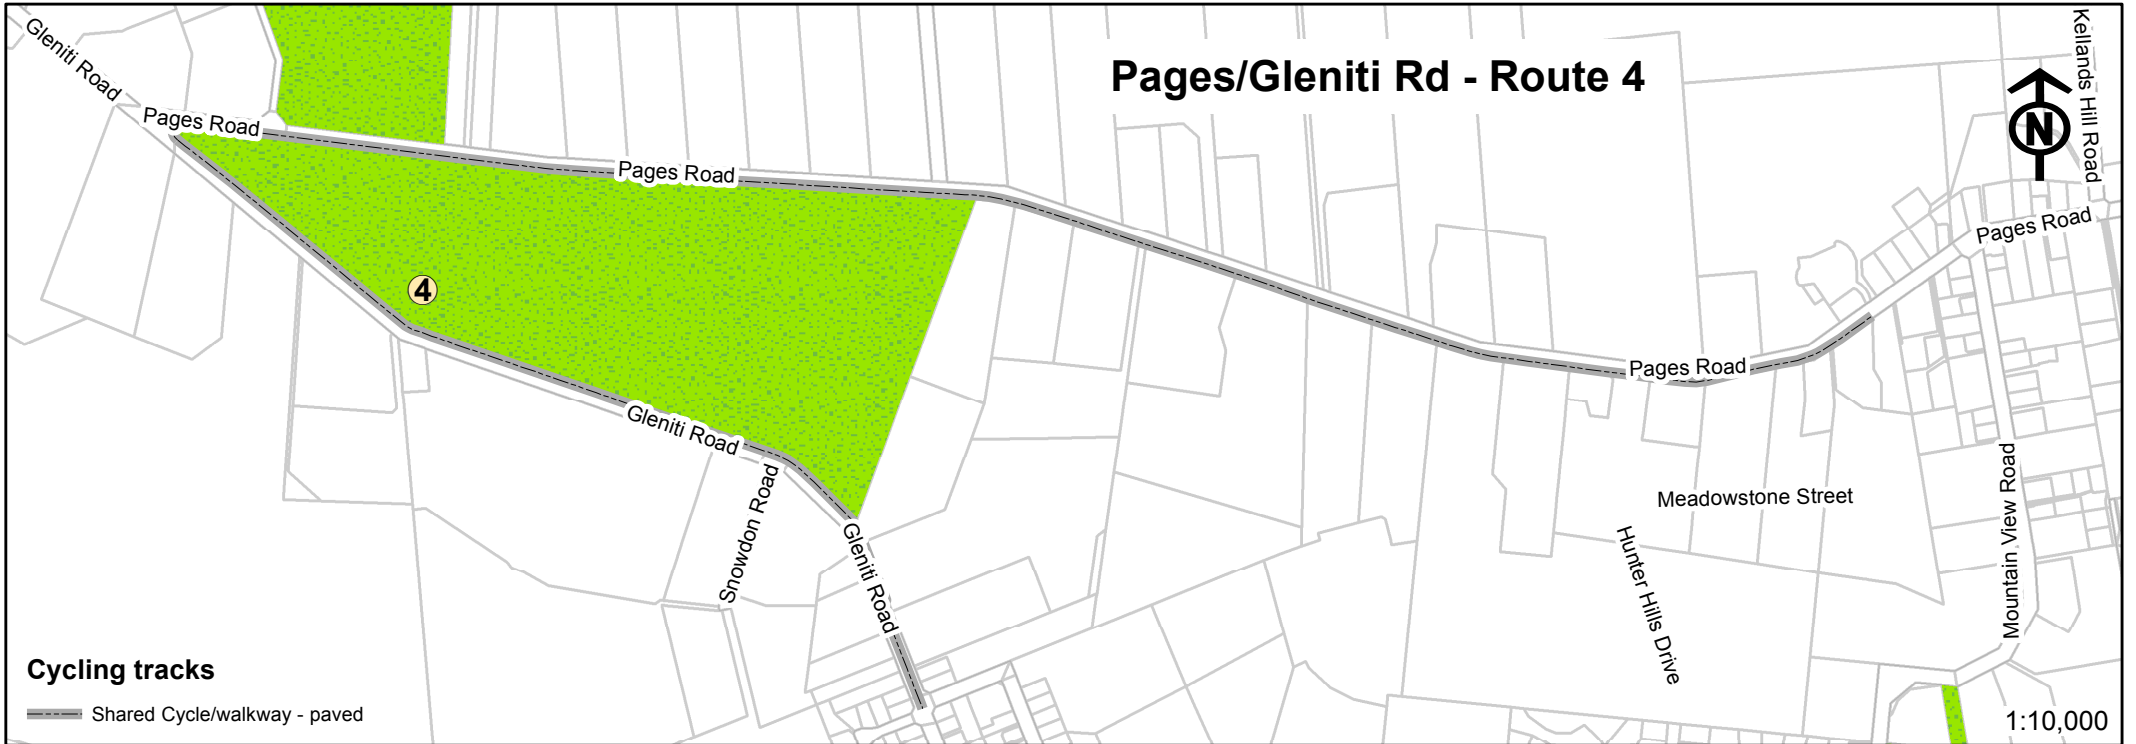 Gleniti Road
Pages Road
Pages Road
Pages/Gleniti Rd - Route 4
Kellands Hill Road
N
Pages Road
4
Pages Road
Gleniti Road
Snowdon Road
Gleniti Road
Meadowstone Street
Hunter Hills Drive
Mountain View Road
Cycling tracks
Shared Cycle/walkway - paved
1:10,000